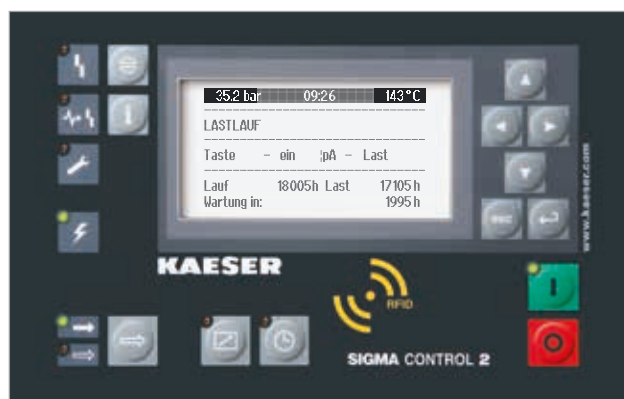 35.2 bar 09:26 143°C
LASTLAUF
Taste - ein ¦pA - Last
Lauf 18005h Last 17105h
Wartung in: 1995h
esc
www.kaeser.com
KAESER
RFID
I
O
SIGMA CONTROL 2